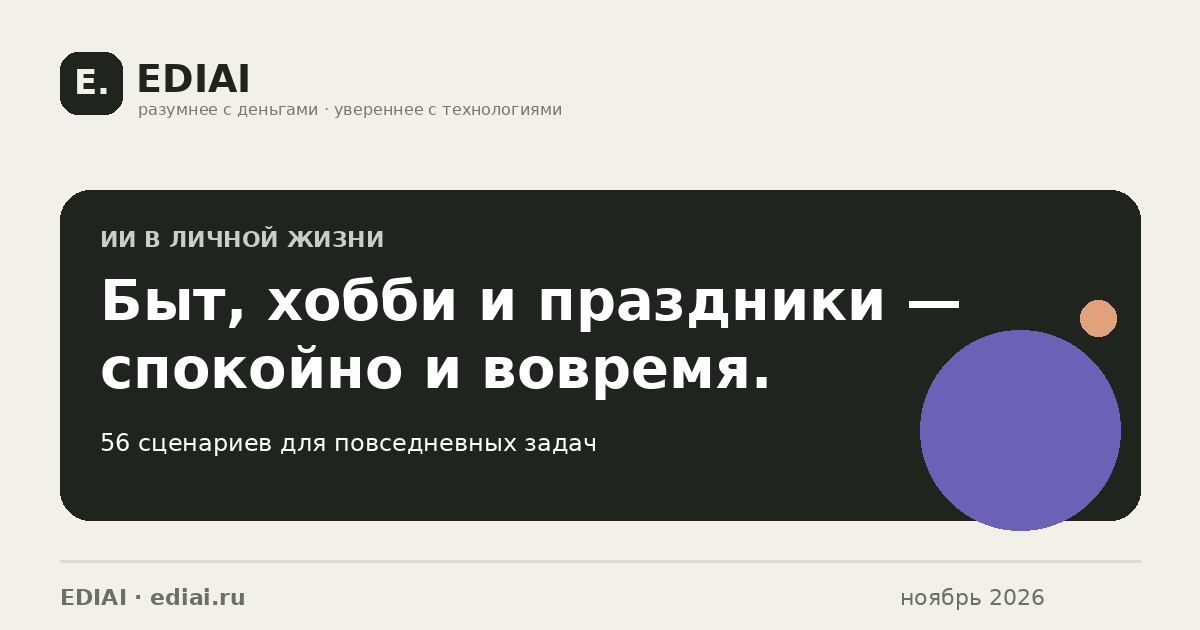 E.
EDIAI
разумнее с деньгами · увереннее с технологиями
ИИ В ЛИЧНОЙ ЖИЗНИ
Быт, хобби и праздники —
спокойно и вовремя.
56 сценариев для повседневных задач
EDIAI · ediai.ru
ноябрь 2026